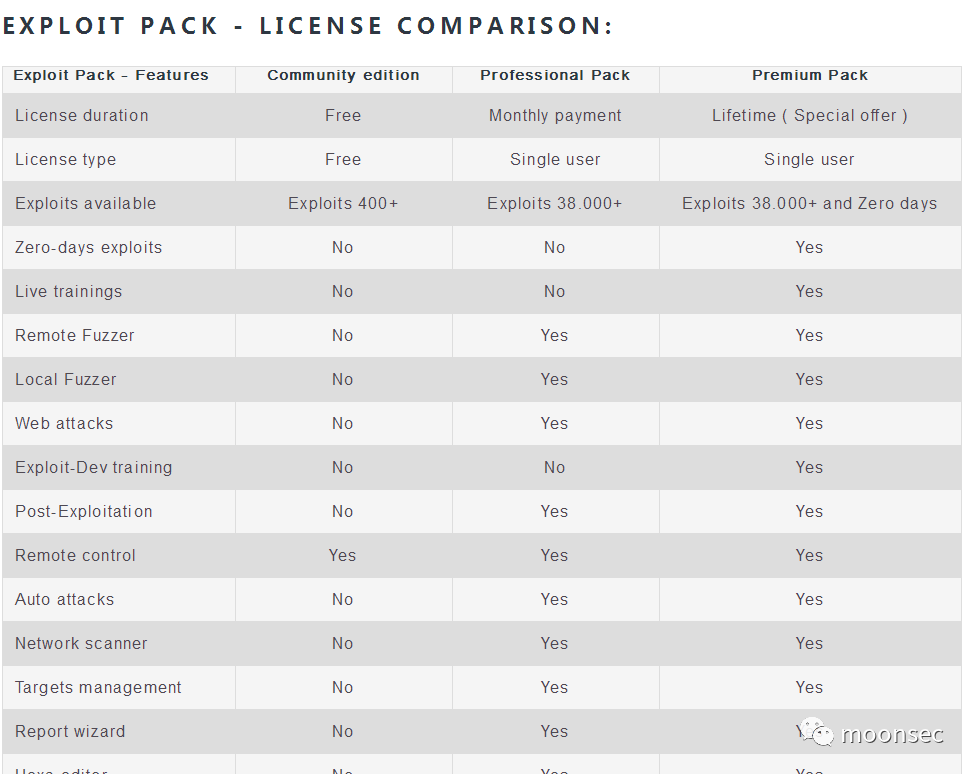 EXPLOIT PACK - LICENSE COMPARISON:
Exploit Pack - Features Community edition Professional Pack Premium Pack
License duration Free Monthly payment Lifetime ( Special offer )
License type Free Single user Single user
Exploits available Exploits 400+ Exploits 38.000+ Exploits 38.000+ and Zero days
Zero-days exploits No No Yes
Live trainings No No Yes
Remote Fuzzer No Yes Yes
Local Fuzzer No Yes Yes
Web attacks No Yes Yes
Exploit-Dev training No No Yes
Post-Exploitation No Yes Yes
Remote control Yes Yes Yes
Auto attacks No Yes Yes
Network scanner No Yes Yes
Targets management No Yes Yes
Report wizard No Yes
moonsec
No Yes Yes